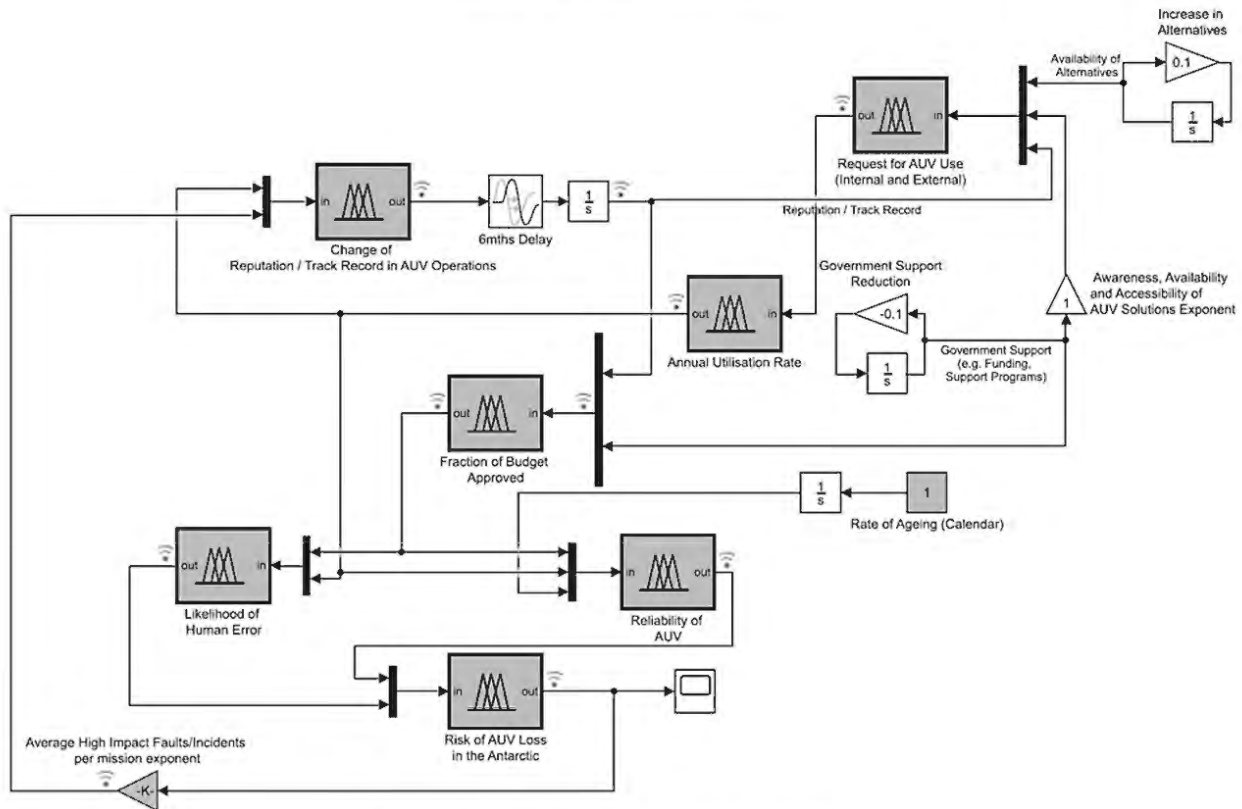 Increase in
Alternatives
Availability of
Alternatives
0.1
1
s
out
in
Request for AUV Use
(Internal and External)
Reputation / Track Record
in
out
Change of
Reputation / Track Record in AUV Operations
6mths Delay
1
s
Government Support
Reduction
-0.1
1
s
Government Support
(e.g. Funding,
Support Programs)
1
Awareness, Availability
and Accessibility of
AUV Solutions Exponent
out
in
Annual Utilisation Rate
out
in
Fraction of Budget
Approved
1
s
1
Rate of Ageing (Calendar)
out
in
Likelihood of
Human Error
in
out
Reliability of
AUV
in
out
Risk of AUV Loss
in the Antarctic
Average High Impact Faults/Incidents
per mission exponent
-K-